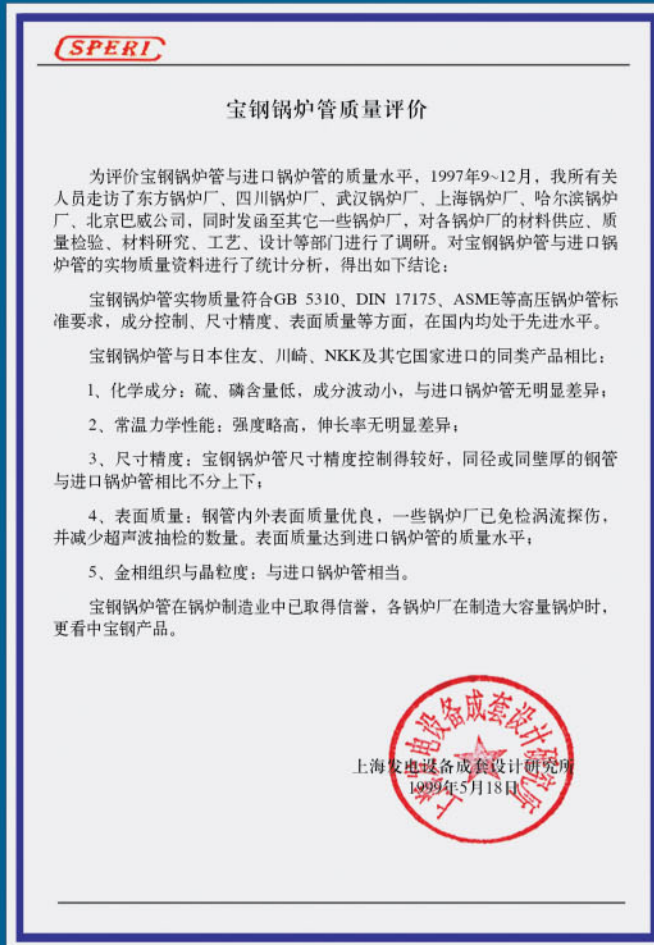 SPERI
宝钢锅炉管质量评价
为评价宝钢锅炉管与进口锅炉管的质量水平，1997年9~12月，我所有关
人员走访了东方锅炉厂、四川锅炉厂、武汉锅炉厂、上海锅炉厂、哈尔滨锅炉
厂、北京巴威公司，同时发函至其它一些锅炉厂，对各锅炉厂的材料供应、质
量检验、材料研究、工艺、设计等部门进行了调研。对宝钢锅炉管与进口锅
炉管的实物质量资料进行了统计分析，得出如下结论：
宝钢锅炉管实物质量符合GB 5310、DIN 17175、ASME等高压锅炉管标
准要求，成分控制、尺寸精度、表面质量等方面，在国内均处于先进水平。
宝钢锅炉管与日本住友、川崎、NKK及其它国家进口的同类产品相比：
1、化学成分：硫、磷含量低，成分波动小，与进口锅炉管无明显差异；
2、常温力学性能：强度略高，伸长率无明显差异；
3、尺寸精度：宝钢锅炉管尺寸精度控制得较好，同径或同壁厚的钢管
与进口锅炉管相比不分上下；
4、表面质量：钢管内外表面质量优良，一些锅炉厂已免检涡流探伤，
并减少超声波抽检的数量。表面质量达到进口锅炉管的质量水平；
5、金相组织与晶粒度：与进口锅炉管相当。
宝钢锅炉管在锅炉制造业中已取得信誉，各锅炉厂在制造大容量锅炉时，
更看中宝钢产品。
上海发电设备成套设计研究所
上海发电设备成套设计研究所
1999年5月18日